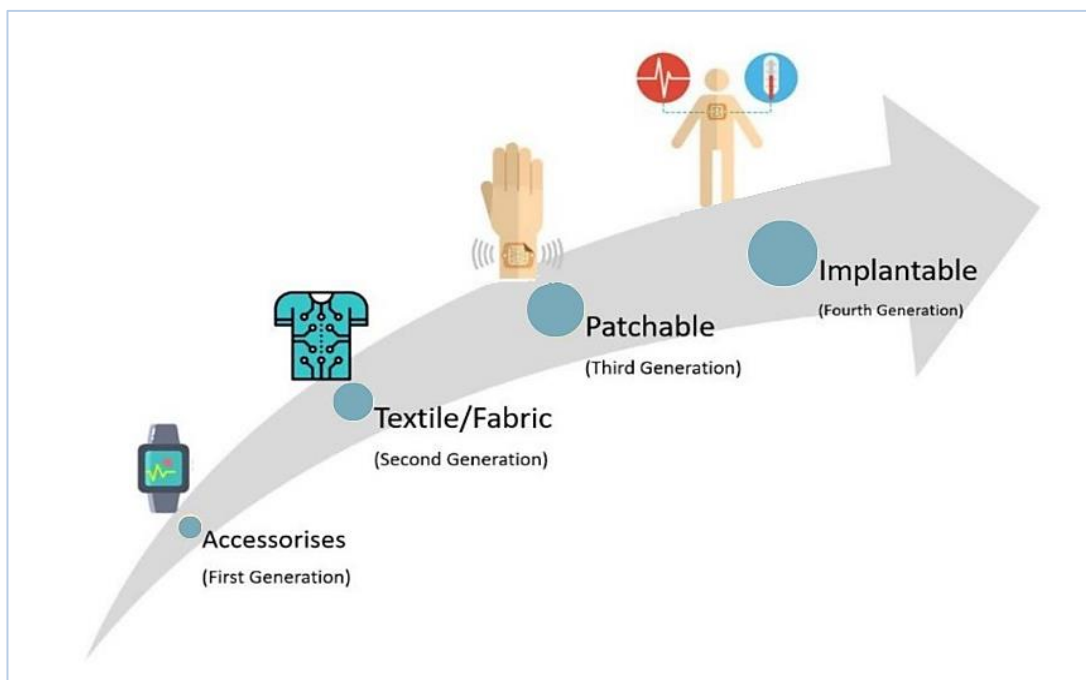 Implantable
(Fourth Generation)
Patchable
(Third Generation)
Textile/Fabric
(Second Generation)
Accessorises
(First Generation)